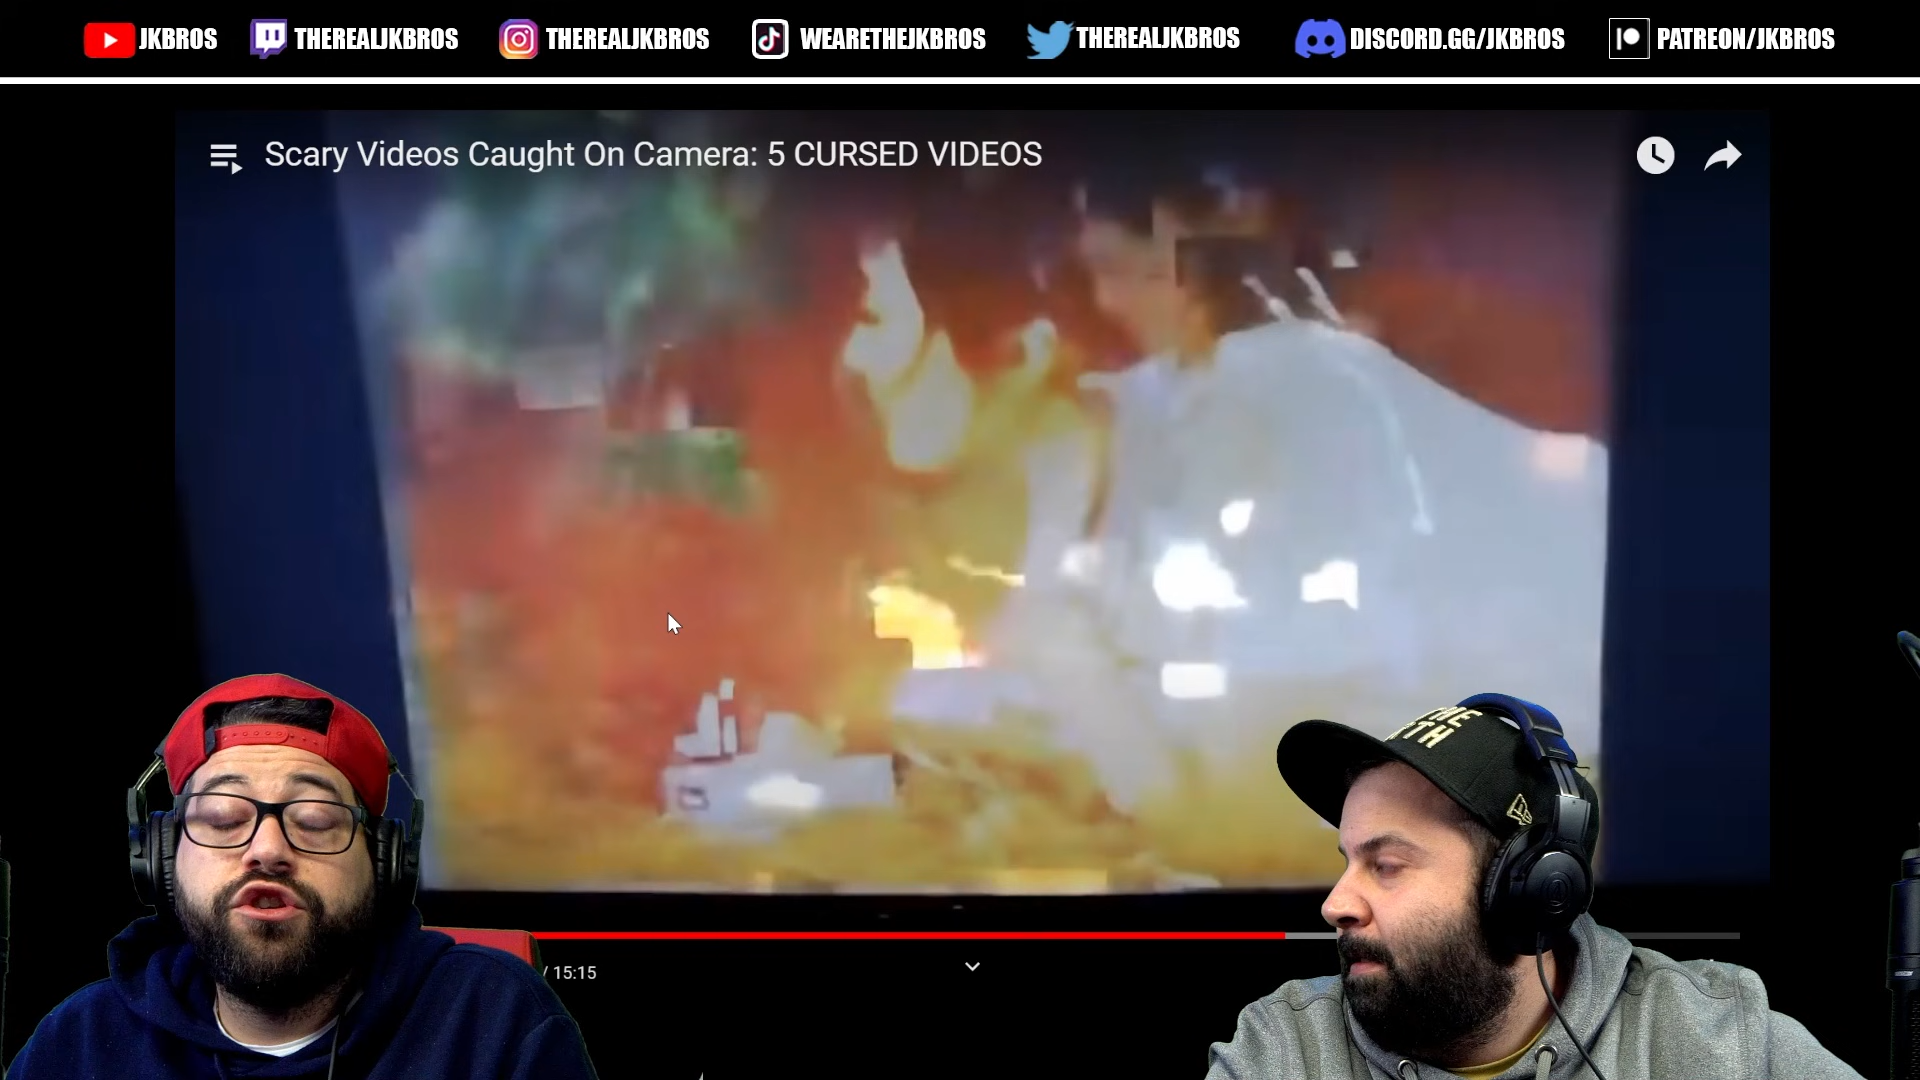 JKBROS THEREALJKBROS THEREALJKBROS WEARETHEJKBROS THEREALJKBROS DISCORD.GG/JKBROS PATREON/JKBROS
Scary Videos Caught On Camera: 5 CURSED VIDEOS
/ 15:15